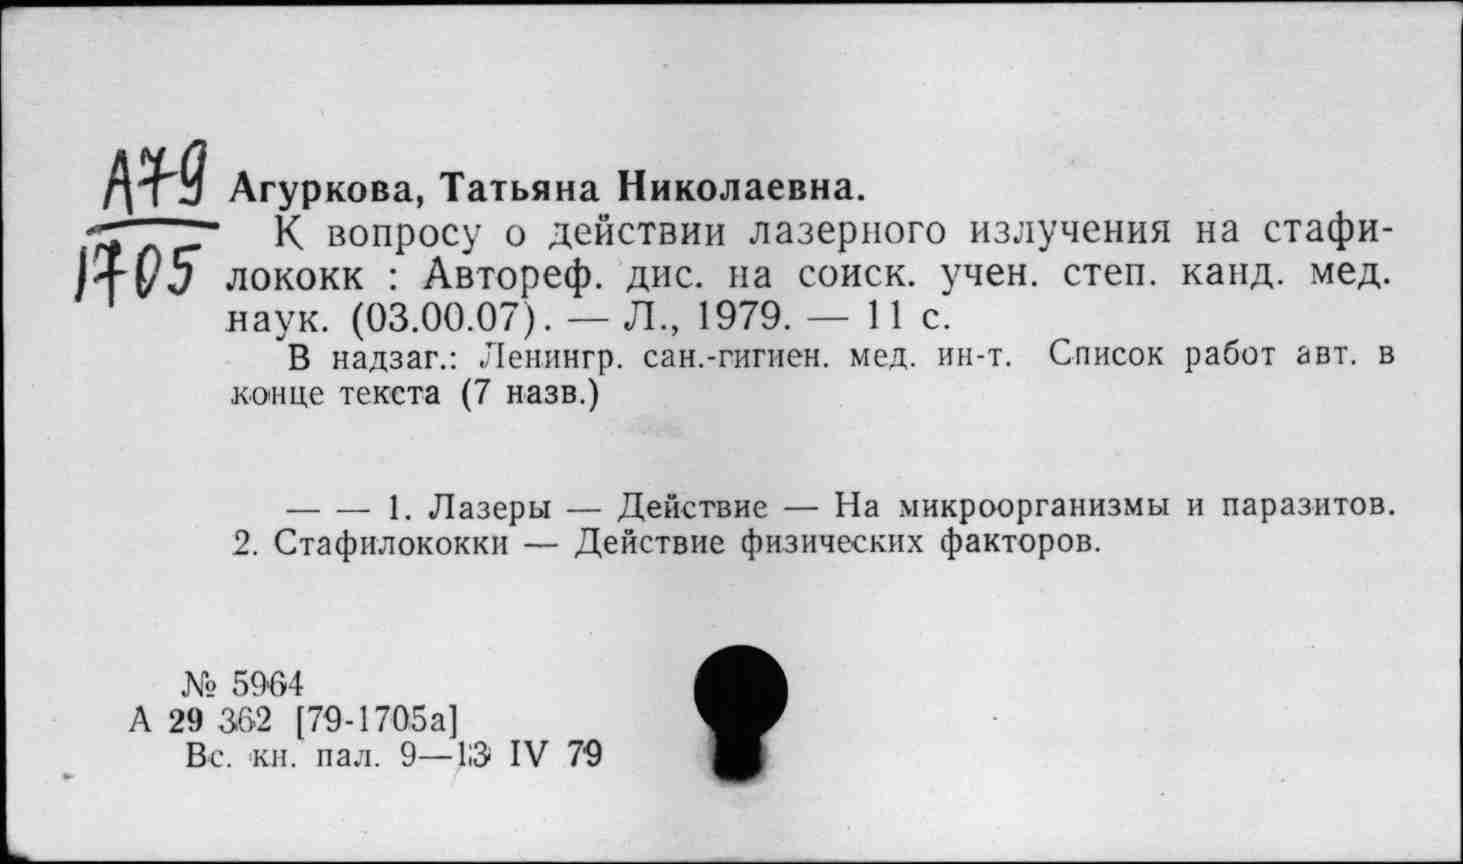 А79 Агуркова, Татьяна Николаевна.
1705
К вопросу о действии лазерного излучения на стафи-
лококк : Автореф. дис. на соиск. учен. степ. канд. мед.
наук. (03.00.07). — Л., 1979. — 11 с.
В надзаг.: Ленингр. сан.-гигиен. мед. ин-т. Список работ авт. в
конце текста (7 назв.)
— — 1. Лазеры — Действие — На микроорганизмы и паразитов.
2. Стафилококки — Действие физических факторов.
№ 5964
А 29 362 [79-1705а]
Вс. кн. пал. 9—13 IV 79